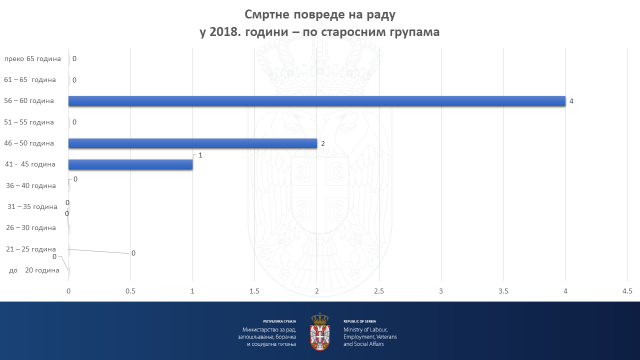 Смртне повреде на раду
у 2018. години – по старосним групама
преко 65 година 0
61 – 65 година 0
56 – 60 година 4
51 – 55 година 0
46 – 50 година 2
41 - 45 година 1
36 – 40 година 0
31 – 35 година 0
0
26 – 30 година
21 – 25 година 0
0
до 20 година
0 0.5 1 1.5 2 2.5 3 3.5 4 4.5
РЕПУБЛИКА СРБИЈА
Министарство за рад,
запошљавање, борачка
и социјална питања
REPUBLIC OF SERBIA
Ministry of Labour,
Employment, Veterans
and Social Affairs